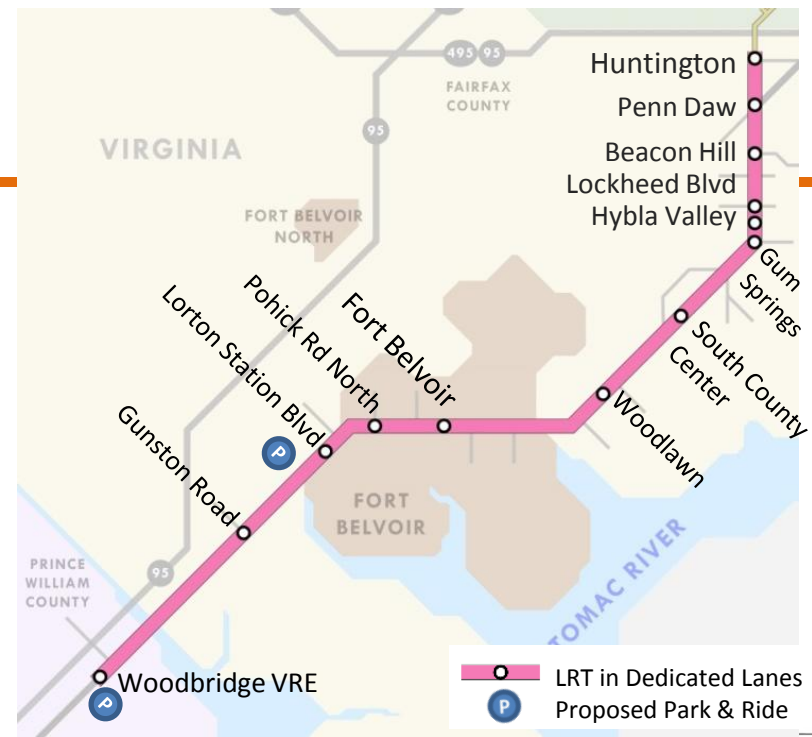 Huntington
495 95
Penn Daw
FAIRFAX
COUNTY
95
VIRGINIA
Beacon Hill
Lockheed Blvd
Hybla Valley
FORT BELVOIR
NORTH
Gum
Springs
South County
Center
Pohick Rd North
Fort Belvoir
Lorton Station Blvd
Woodlawn
Gunston Road
P
FORT
BELVOIR
PRINCE
WILLIAM
COUNTY
95
TOMAC RIVER
Woodbridge VRE
P
LRT in Dedicated Lanes
P Proposed Park & Ride